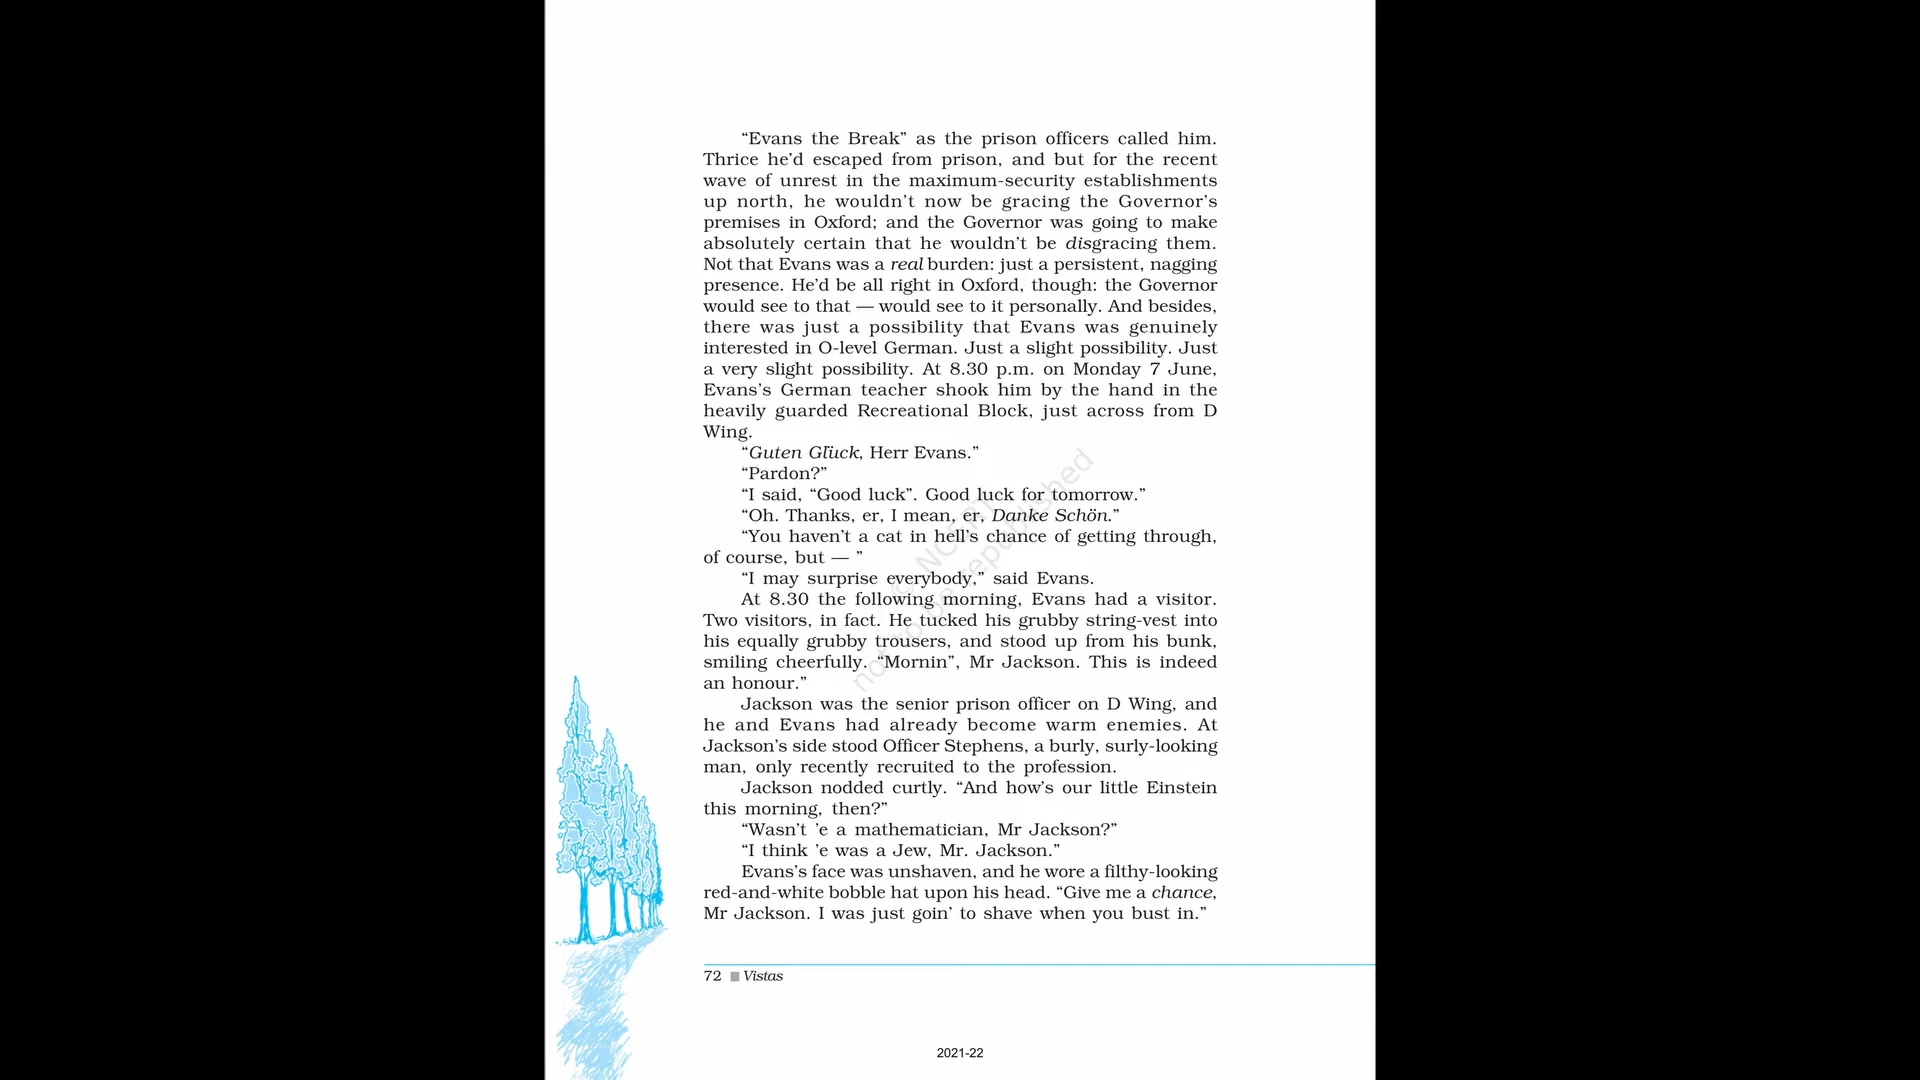 “Evans the Break” as the prison officers called him.
Thrice he’d escaped from prison, and but for the recent
wave of unrest in the maximum-security establishments
up north, he wouldn’t now be gracing the Governor’s
premises in Oxford; and the Governor was going to make
absolutely certain that he wouldn’t be disgracing them.
Not that Evans was a real burden: just a persistent, nagging
presence. He’d be all right in Oxford, though: the Governor
would see to that — would see to it personally. And besides,
there was just a possibility that Evans was genuinely
interested in O-level German. Just a slight possibility. Just
a very slight possibility. At 8.30 p.m. on Monday 7 June,
Evans’s German teacher shook him by the hand in the
heavily guarded Recreational Block, just across from D
Wing.
“Guten Glück, Herr Evans.”
“Pardon?”
“I said, “Good luck”. Good luck for tomorrow.”
“Oh. Thanks, er, I mean, er, Danke Schön.”
“You haven’t a cat in hell’s chance of getting through,
of course, but — ”
“I may surprise everybody,” said Evans.
At 8.30 the following morning, Evans had a visitor.
Two visitors, in fact. He tucked his grubby string-vest into
his equally grubby trousers, and stood up from his bunk,
smiling cheerfully. “Mornin”, Mr Jackson. This is indeed
an honour.”
Jackson was the senior prison officer on D Wing, and
he and Evans had already become warm enemies. At
Jackson’s side stood Officer Stephens, a burly, surly-looking
man, only recently recruited to the profession.
Jackson nodded curtly. “And how’s our little Einstein
this morning, then?”
“Wasn’t ’e a mathematician, Mr Jackson?”
“I think ’e was a Jew, Mr. Jackson.”
Evans’s face was unshaven, and he wore a filthy-looking
red-and-white bobble hat upon his head. “Give me a chance,
Mr Jackson. I was just goin’ to shave when you bust in.”
© NCERT
not to be republished
72 ■ Vistas
2021-22